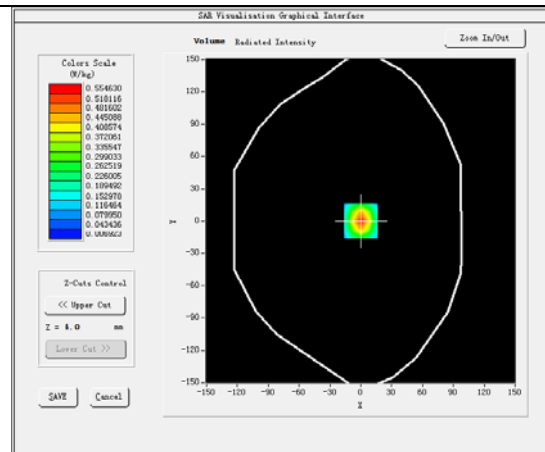 SAR Visualisation Graphical Interface
Volume Radiated Intensity
Zoom In/Out
Colors Scale
(W/kg)
0.554630
0.518116
0.481602
0.445088
0.408574
0.372061
0.335547
0.299033
0.262519
0.226005
0.189492
0.152978
0.116464
0.079950
0.043436
0.006923
150
120
90
60
30
0
-30
-60
-90
-120
-150
Y
-150 -120 -90 -60 -30 0 30 60 90 120 150
X
Z-Cuts Control
<< Upper Cut
Z = 4.0 mm
Lower Cut >>
SAVE Cancel